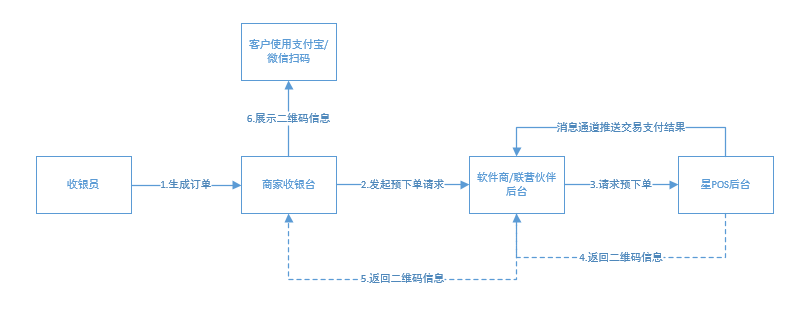 客户使用支付宝/
微信扫码
6.展示二维码信息
消息通道推送交易支付结果
收银员
1.生成订单
商家收银台
2.发起预下单请求
软件商/联营伙伴
后台
3.请求预下单
星POS后台
4.返回二维码信息
5.返回二维码信息